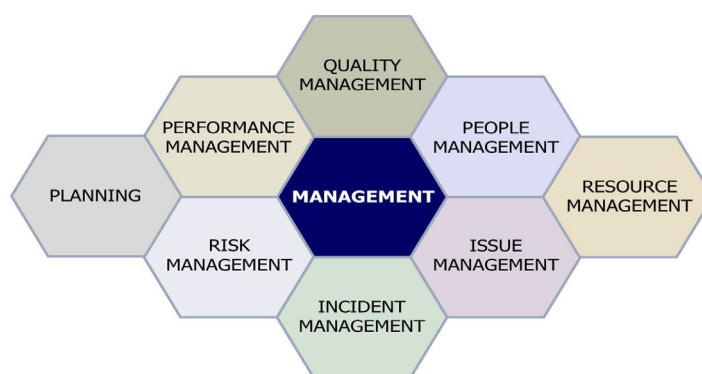 QUALITY
MANAGEMENT
PERFORMANCE
MANAGEMENT
PEOPLE
MANAGEMENT
PLANNING
MANAGEMENT
RESOURCE
MANAGEMENT
RISK
MANAGEMENT
ISSUE
MANAGEMENT
INCIDENT
MANAGEMENT